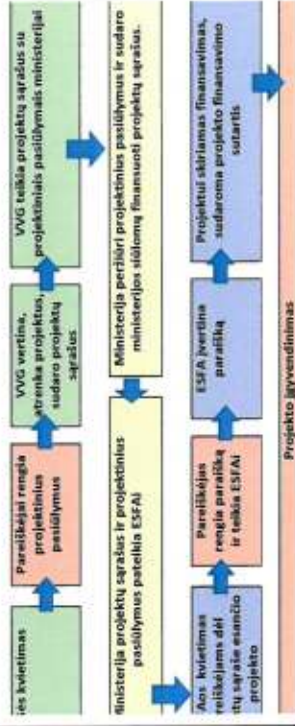 ės kvietimas
Pareiškėjai rengia
projektinius
pasiūlymus
VVG vertina,
atrenka projektus,
sudaro projektų
sąrašus
VVG teikia projektų sąrašus su
projektiniais pasiūlymais ministerijai
Ministerija peržiūri projektinius pasiūlymus ir sudaro
ministerijos siūlomų finansuoti projektų sąrašus.
Ministerija projektų sąrašus ir projektinius
pasiūlymus pateikia ESFAi
kvietimas
reiškėjams dėl
tų sąraše esančio
projekto
Pareiškėjas
rengia paraišką
ir teikia ESFAi
ESFA įvertina
paraišką
Projektui skiriamas finansavimas,
sudaroma projekto finansavimo
sutartis
Projekto įgyvendinimas